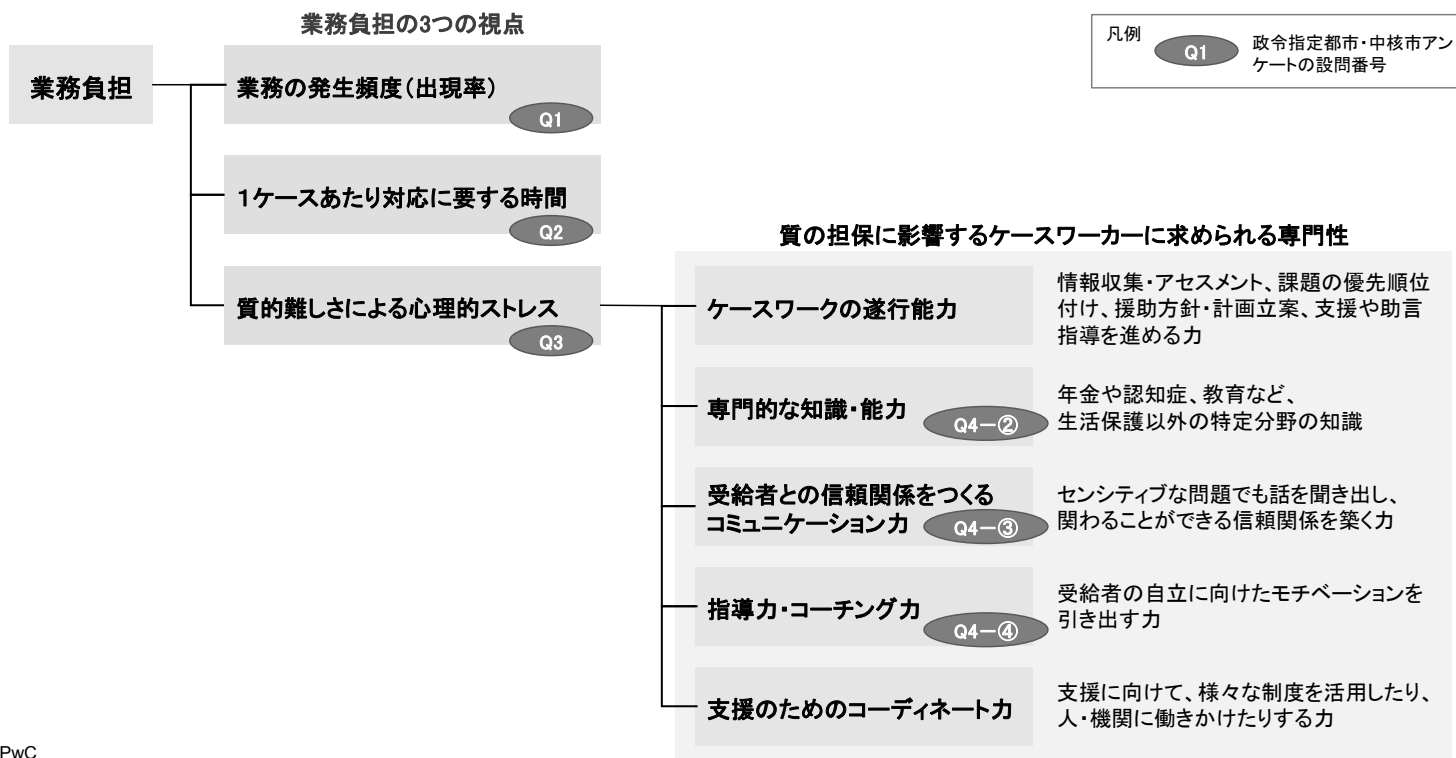 業務負担の3つの視点
凡例
Q1
政令指定都市・中核市アン
ケートの設問番号
業務負担
業務の発生頻度(出現率)
Q1
1ケースあたり対応に要する時間
Q2
質的難しさによる心理的ストレス
Q3
質の担保に影響するケースワーカーに求められる専門性
ケースワークの遂行能力
情報収集・アセスメント、課題の優先順位
付け、援助方針・計画立案、支援や助言
指導を進める力
専門的な知識・能力
Q4-②
年金や認知症、教育など、
生活保護以外の特定分野の知識
受給者との信頼関係をつくる
コミュニケーション力
Q4-③
センシティブな問題でも話を聞き出し、
関わることができる信頼関係を築く力
指導力・コーチング力
Q4-④
受給者の自立に向けたモチベーションを
引き出す力
支援のためのコーディネート力
支援に向けて、様々な制度を活用したり、
人・機関に働きかけたりする力
PwC